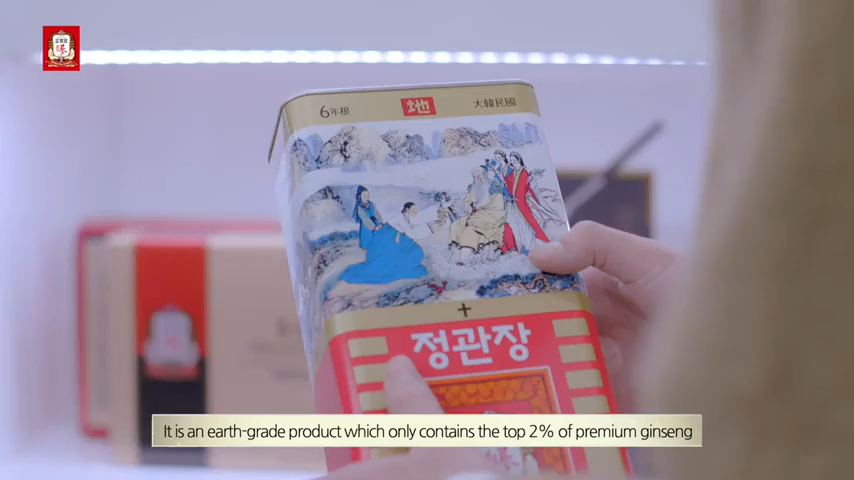 6年根
地
大韓民國
정관장
It is an earth-grade product which only contains the top 2% of premium ginseng